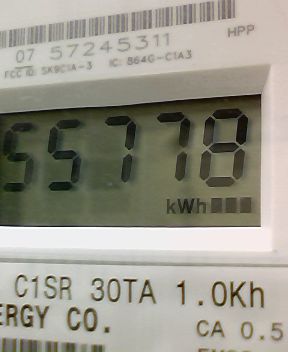 07 57245311
HPP
FCC ID: SK9C1A-3 IC: 864G-C1A3
55778
kWh
C1SR 30TA 1.0Kh
ERGY CO.
CA 0.5